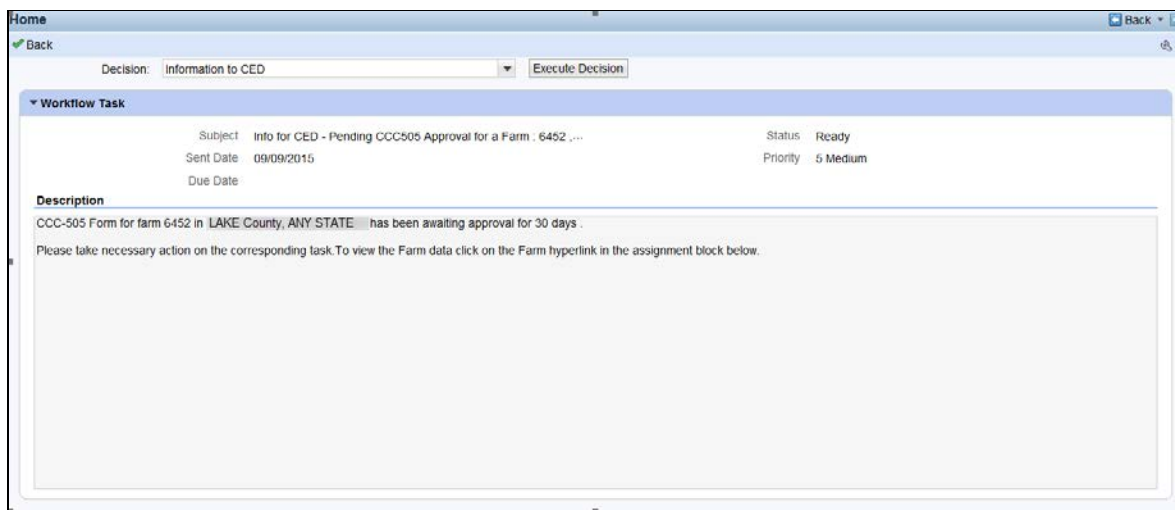 Home
Back
Back
Decision: Information to CED Execute Decision
Workflow Task
Subject Info for CED - Pending CCC505 Approval for a Farm : 6452 ,... Status Ready
Sent Date 09/09/2015 Priority 5 Medium
Due Date
Description
CCC-505 Form for farm 6452 in LAKE County, ANY STATE has been awaiting approval for 30 days .
Please take necessary action on the corresponding task.To view the Farm data click on the Farm hyperlink in the assignment block below.